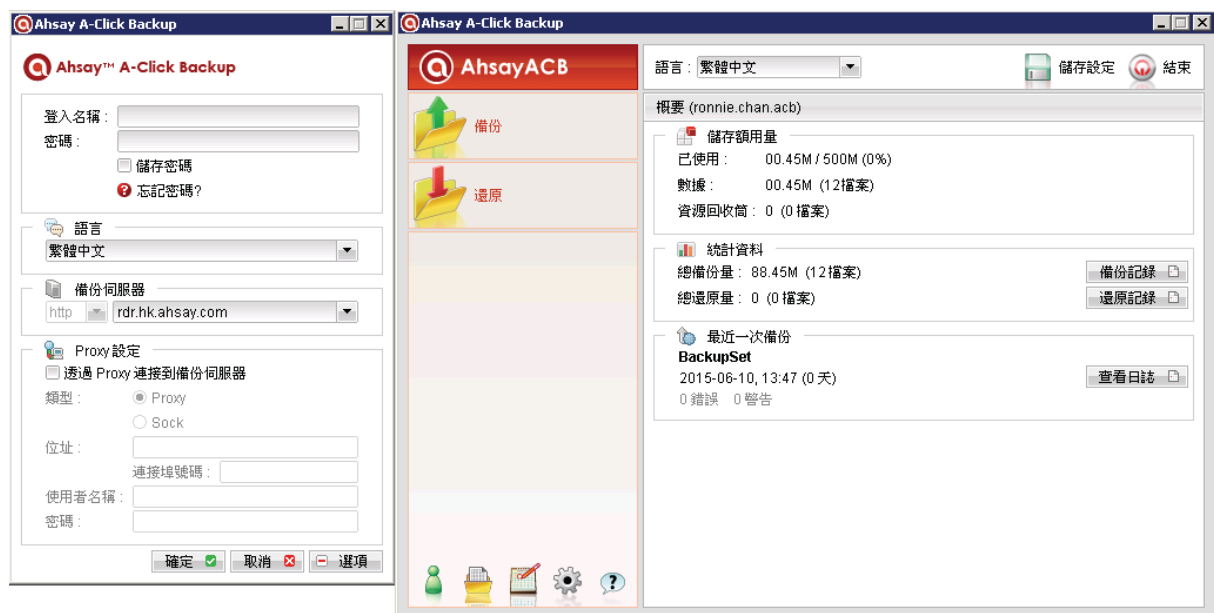 Ahsay A-Click Backup
Ahsay™ A-Click Backup
登入名稱 :
密碼 :
儲存密碼
忘記密碼?
語言
繁體中文
備份伺服器
http rdr.hk.ahsay.com
Proxy 設定
透過 Proxy 連接到備份伺服器
類型 : Proxy
Sock
位址 :
連接埠號碼 :
使用者名稱 :
密碼 :
確定 取消 選項
Ahsay A-Click Backup
AhsayACB
備份
還原
語言 : 繁體中文 儲存設定 結束
概要 (ronnie.chan.acb)
儲存額用量
已使用 : 00.45M / 500M (0%)
數據 : 00.45M (12檔案)
資源回收筒 : 0 (0 檔案)
統計資料
總備份量 : 88.45M (12檔案) 備份記錄
總還原量 : 0 (0 檔案) 還原記錄
最近一次備份
BackupSet
2015-06-10, 13:47 (0 天) 查看日誌
0 錯誤 0 警告